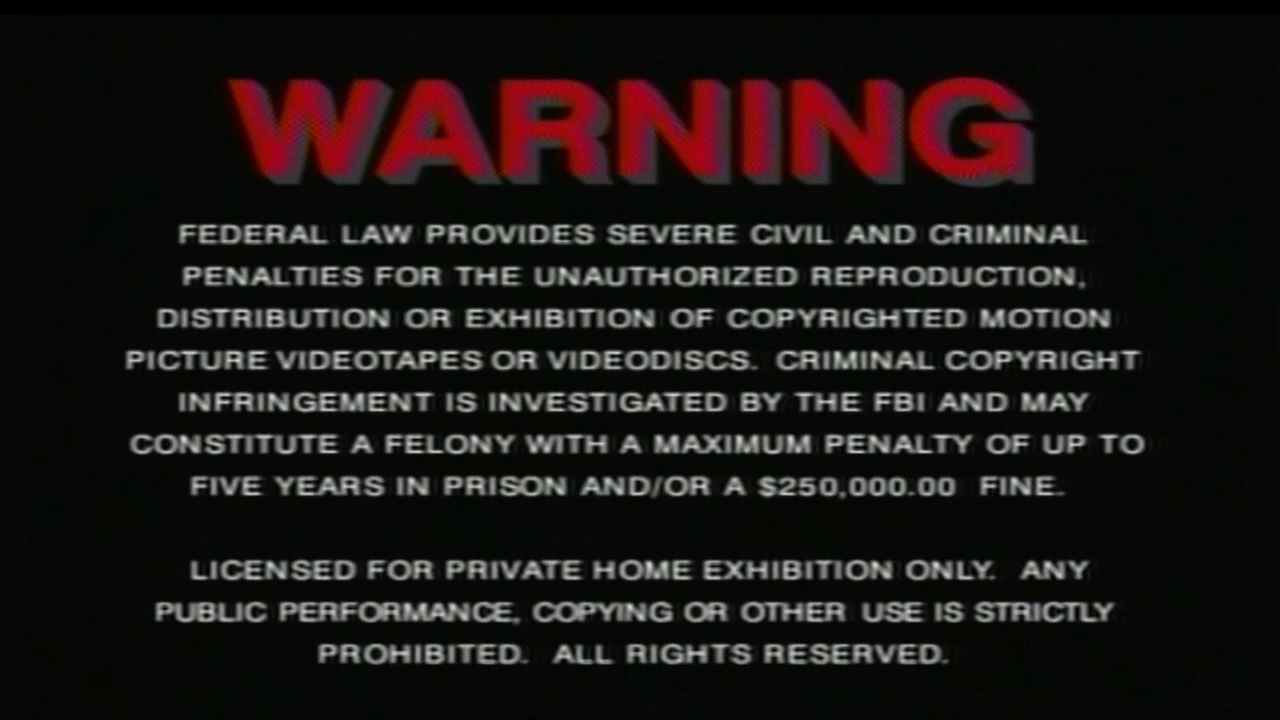 WARNING
FEDERAL LAW PROVIDES SEVERE CIVIL AND CRIMINAL
PENALTIES FOR THE UNAUTHORIZED REPRODUCTION,
DISTRIBUTION OR EXHIBITION OF COPYRIGHTED MOTION
PICTURE VIDEOTAPES OR VIDEODISCS. CRIMINAL COPYRIGHT
INFRINGEMENT IS INVESTIGATED BY THE FBI AND MAY
CONSTITUTE A FELONY WITH A MAXIMUM PENALTY OF UP TO
FIVE YEARS IN PRISON AND/OR A $250,000.00 FINE.
LICENSED FOR PRIVATE HOME EXHIBITION ONLY. ANY
PUBLIC PERFORMANCE, COPYING OR OTHER USE IS STRICTLY
PROHIBITED. ALL RIGHTS RESERVED.